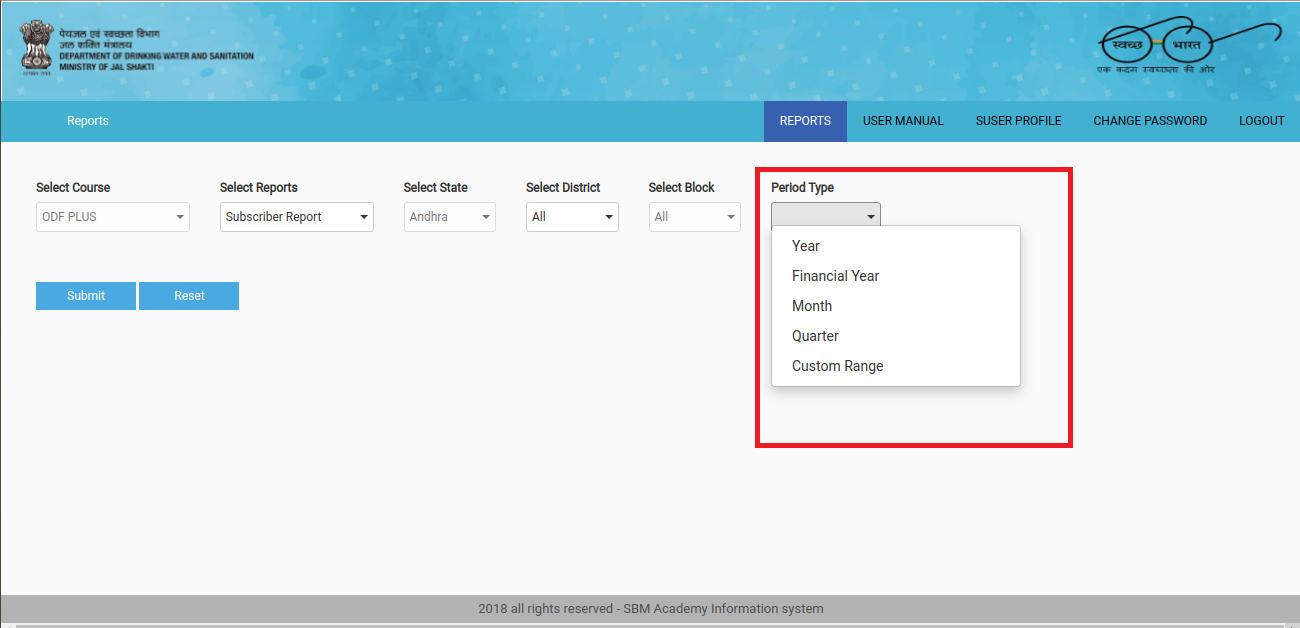 पेयजल एवं स्वच्छता विभाग
जल शक्ति मंत्रालय
DEPARTMENT OF DRINKING WATER AND SANITATION
MINISTRY OF JAL SHAKTI
स्वच्छ भारत
एक कदम स्वच्छता की ओर
Reports
REPORTS USER MANUAL SUSER PROFILE CHANGE PASSWORD LOGOUT
Select Course Select Reports Select State Select District Select Block Period Type
ODF PLUS Subscriber Report Andhra All All
Year
Financial Year
Month
Quarter
Custom Range
Submit Reset
2018 all rights reserved - SBM Academy Information system